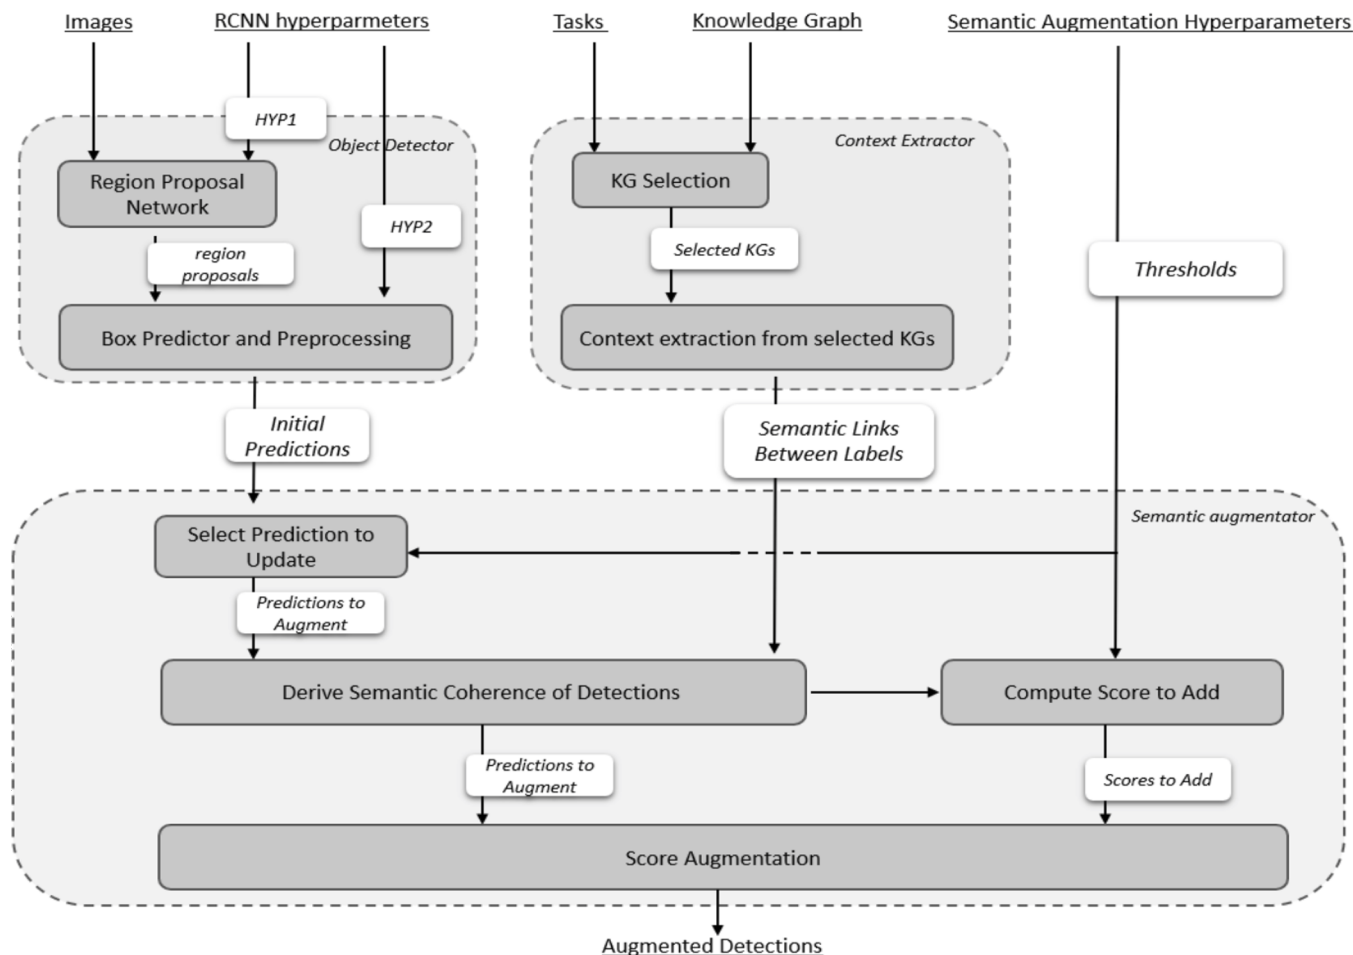 Images
RCNN hyperparmeters
Tasks
Knowledge Graph
Semantic Augmentation Hyperparameters
HYP1
Object Detector
Context Extractor
Region Proposal
Network
KG Selection
HYP2
region
proposals
Selected KGs
Thresholds
Box Predictor and Preprocessing
Context extraction from selected KGs
Initial
Predictions
Semantic Links
Between Labels
Semantic augmentator
Select Prediction to
Update
Predictions to
Augment
Derive Semantic Coherence of Detections
Compute Score to Add
Predictions to
Augment
Scores to Add
Score Augmentation
Augmented Detections